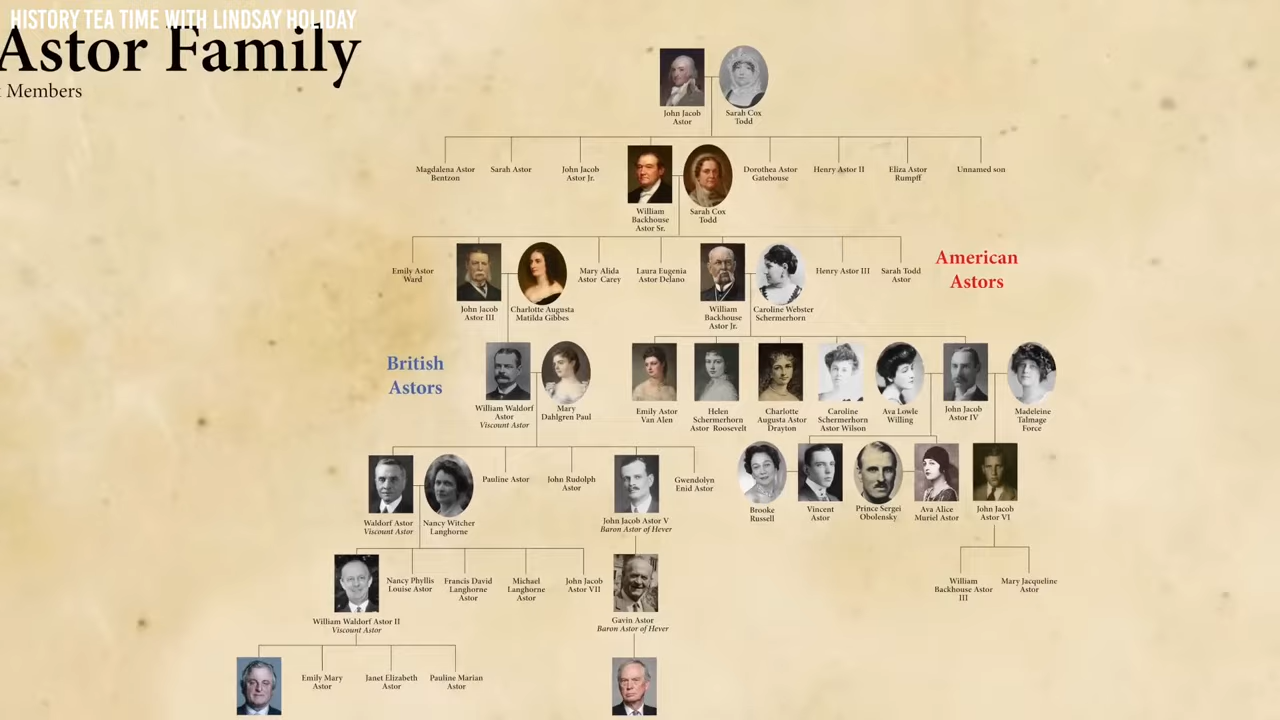 HISTORY TEA TIME WITH LINDSAY HOLIDAY
Astor Family
Members
John Jacob
Astor
Sarah Cox
Todd
Magdalena Astor
Bentzon
Sarah Astor
John Jacob
Astor Jr.
William
Backhouse
Astor Sr.
Sarah Cox
Todd
Dorothea Astor
Gatehouse
Henry Astor II
Eliza Astor
Rumpff
Unnamed son
Emily Astor
Ward
John Jacob
Astor III
Charlotte Augusta
Matilda Gibbes
Mary Alida
Astor Carey
Laura Eugenia
Astor Delano
William
Backhouse
Astor Jr.
Caroline Webster
Schermerhorn
Henry Astor III
Sarah Todd
Astor
American
Astors
British
Astors
William Waldorf
Astor
Viscount Astor
Mary
Dahlgren Paul
Emily Astor
Van Alen
Helen
Schermerhorn
Astor Roosevelt
Charlotte
Augusta Astor
Drayton
Caroline
Schermerhorn
Astor Wilson
Ava Lowle
Willing
John Jacob
Astor IV
Madeleine
Talmage
Force
Waldorf Astor
Viscount Astor
Nancy Witcher
Langhorne
Pauline Astor
John Rudolph
Astor
John Jacob Astor V
Baron Astor of Hever
Gwendolyn
Enid Astor
Brooke
Russell
Vincent
Astor
Prince Sergei
Obolensky
Ava Alice
Muriel Astor
John Jacob
Astor VI
William Waldorf Astor II
Viscount Astor
Nancy Phyllis
Louise Astor
Francis David
Langhorne
Astor
Michael
Langhorne
Astor
John Jacob
Astor VII
Gavin Astor
Baron Astor of Hever
William
Backhouse Astor
III
Mary Jacqueline
Astor
Emily Mary
Astor
Janet Elizabeth
Astor
Pauline Marian
Astor